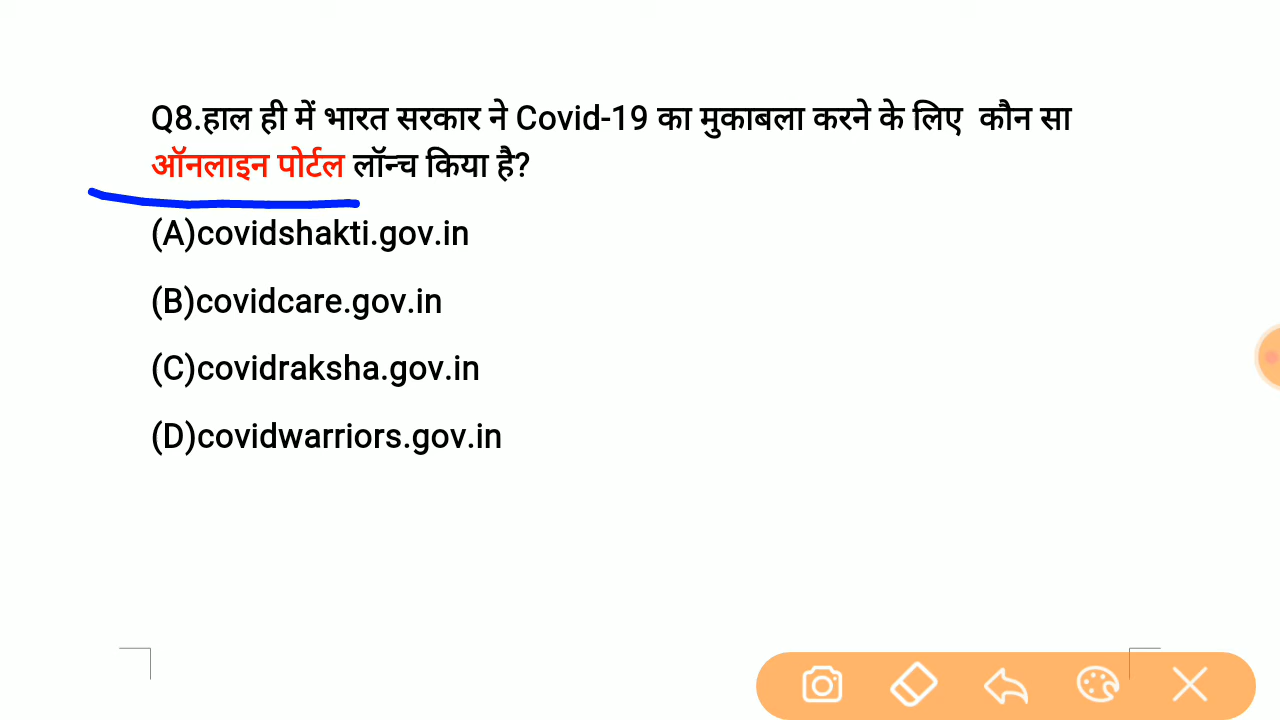 Q8.हाल ही में भारत सरकार ने Covid-19 का मुकाबला करने के लिए कौन सा
ऑनलाइन पोर्टल लॉन्च किया है?
(A)covidshakti.gov.in
(B)covidcare.gov.in
(C)covidraksha.gov.in
(D)covidwarriors.gov.in